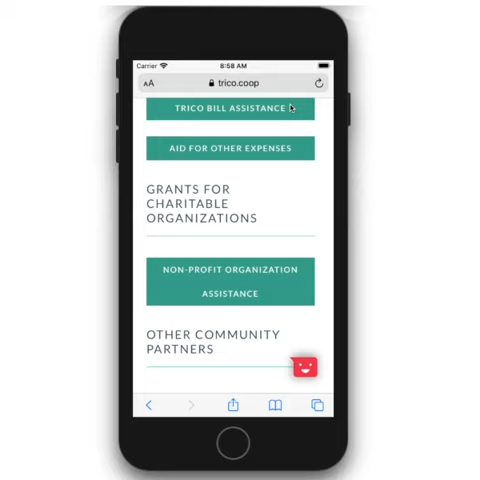 Carrier 8:58 AM
AA trico.coop
TRICO BILL ASSISTANCE
AID FOR OTHER EXPENSES
GRANTS FOR
CHARITABLE
ORGANIZATIONS
NON-PROFIT ORGANIZATION
ASSISTANCE
OTHER COMMUNITY
PARTNERS